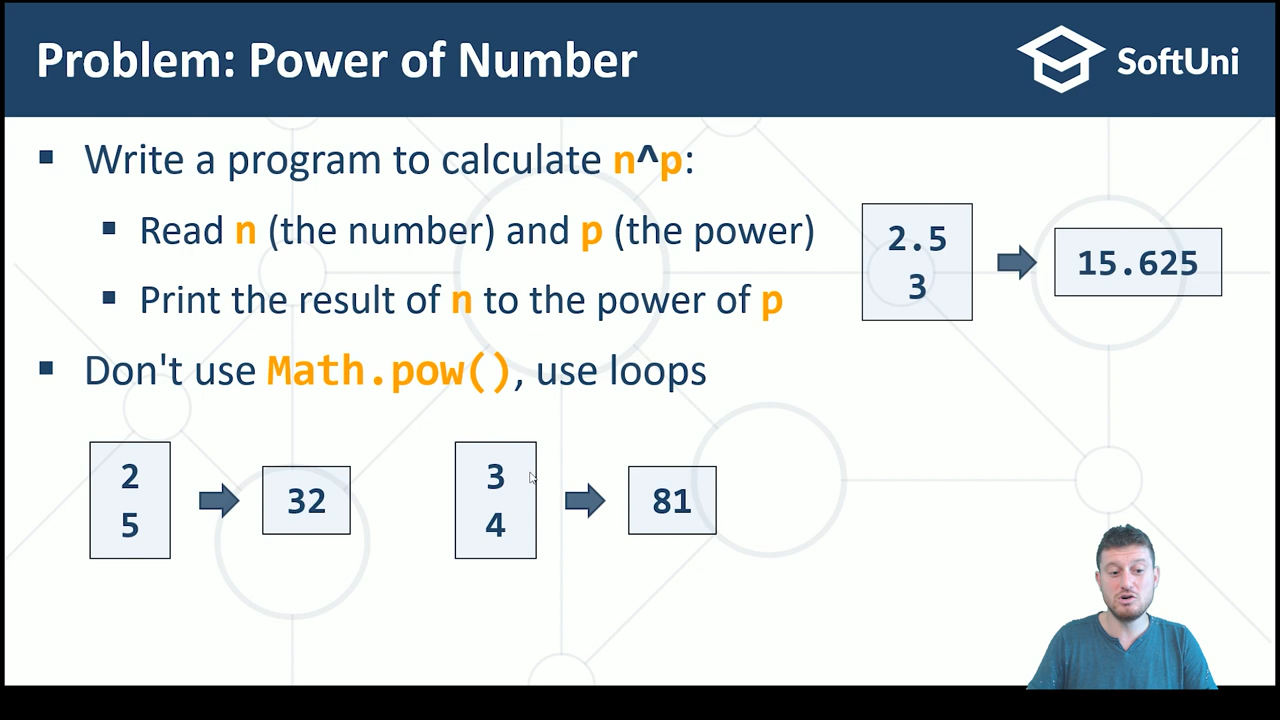 Problem: Power of Number
SoftUni
Write a program to calculate n^p:
Read n (the number) and p (the power)
Print the result of n to the power of p
Don't use Math.pow(), use loops
2.5
3
15.625
2
5
32
3
4
81